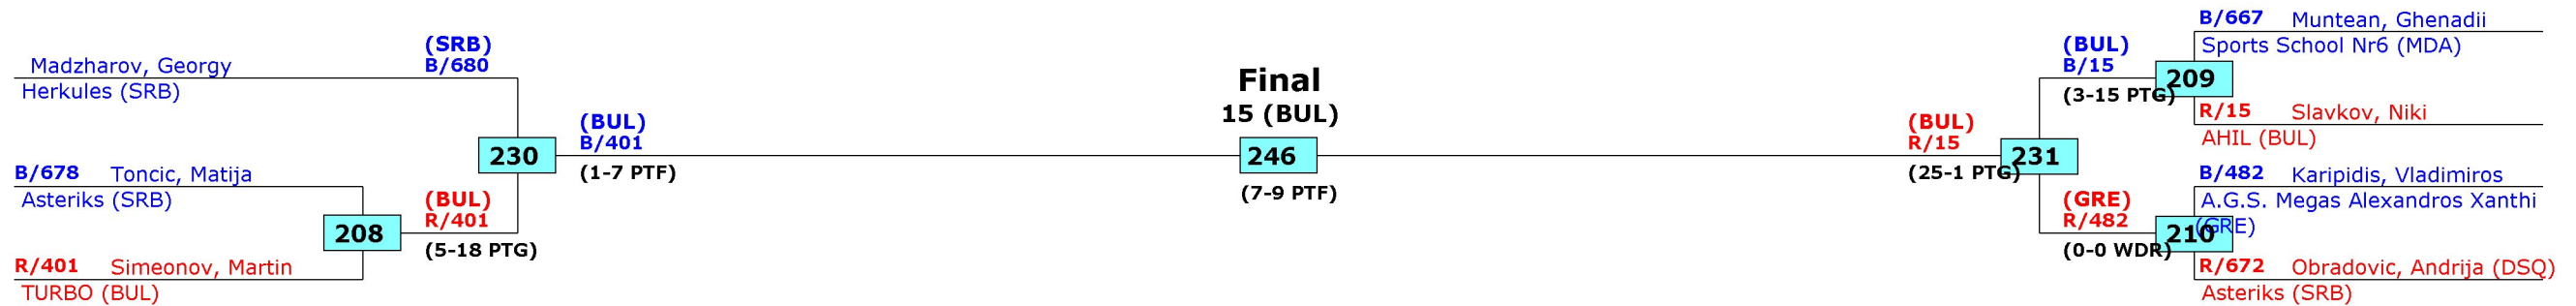 Madzharov, Georgy
Herkules (SRB)
(SRB)
B/680
B/678 Toncic, Matija
Asteriks (SRB)
208
R/401 Simeonov, Martin
TURBO (BUL)
(BUL)
R/401
(5-18 PTG)
230
(BUL)
B/401
(1-7 PTF)
Final
15 (BUL)
246
(7-9 PTF)
(BUL)
R/15
(25-1 PTG)
231
(BUL)
B/15
(3-15 PTG)
209
B/667 Muntean, Ghenadii
Sports School Nr6 (MDA)
R/15 Slavkov, Niki
AHIL (BUL)
(GRE)
R/482
(0-0 WDR)
210
B/482 Karipidis, Vladimiros
A.G.S. Megas Alexandros Xanthi
(GRE)
R/672 Obradovic, Andrija (DSQ)
Asteriks (SRB)